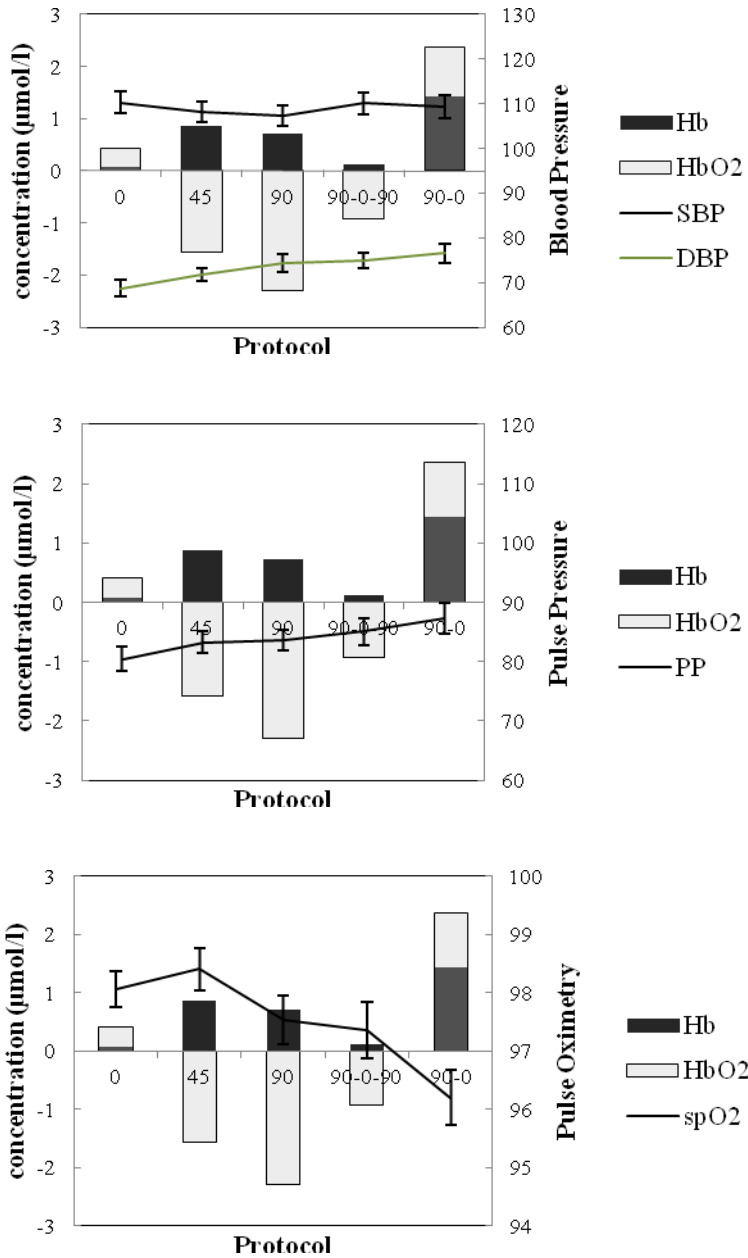 concentration (μmol/l)
3
2
1
0
-1
-2
-3
0 45 90 90-0-90 90-0
Protocol
130
120
110
100
90
80
70
60
Blood Pressure
Hb
HbO2
SBP
DBP
concentration (μmol/l)
3
2
1
0
-1
-2
-3
0 45 90 90-0-90 90-0
Protocol
120
110
100
90
80
70
60
Pulse Pressure
Hb
HbO2
PP
concentration (μmol/l)
3
2
1
0
-1
-2
-3
0 45 90 90-0-90 90-0
Protocol
100
99
98
97
96
95
94
Pulse Oximetry
Hb
HbO2
spO2